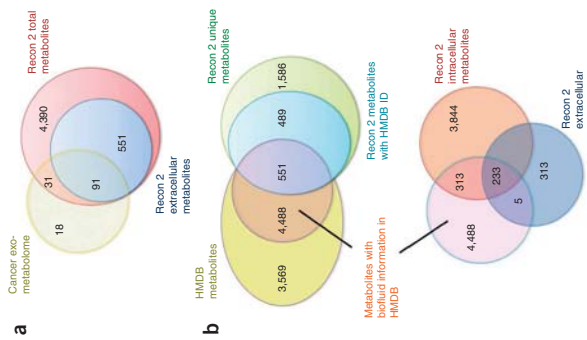 a
Cancer exo-
metabolome
Recon 2 total
metabolites
18
31
4,390
91
551
Recon 2
extracellular
metabolites
b
HMDB
metabolites
Recon 2 unique
metabolites
3,569
4,488
551
489
1,586
Recon 2 metabolites
with HMDB ID
Metabolites with
biofluid information in
HMDB
Recon 2
intracellular
metabolites
4,488
313
3,844
233
5
313
Recon 2
extracellular